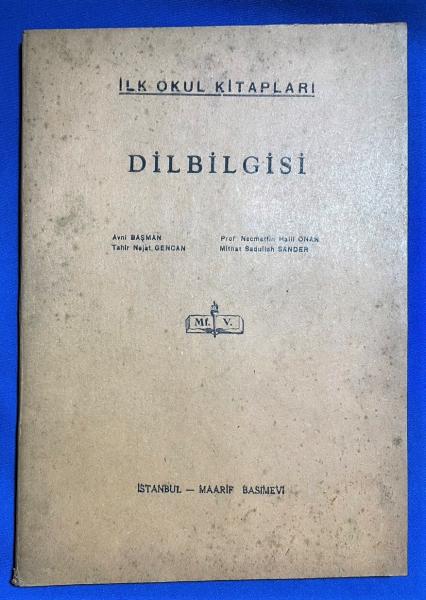 İLK OKUL KİTAPLARI
DİLBİLGİSİ
Avni BAŞMAN Prof Necmettin Halil ONAN
Tahir Nejat GENCAN Mithat Sadullah SANDER
Mf. V.
İSTANBUL — MAARİF BASIMEVİ